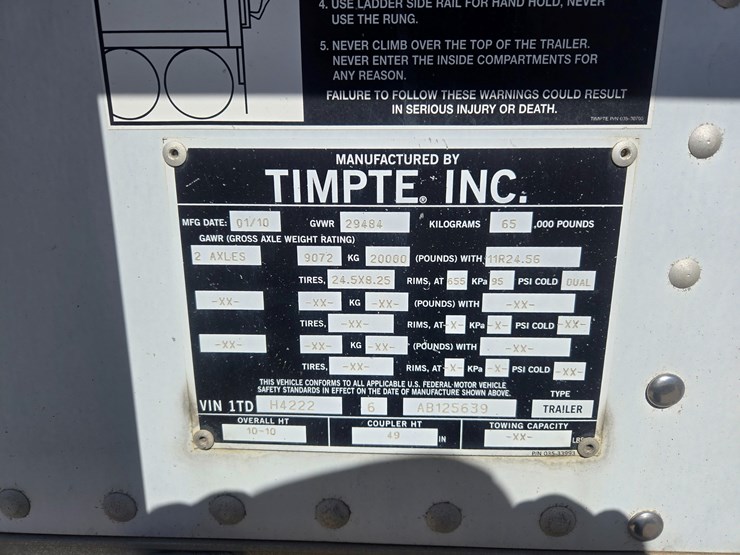 4. USE LADDER SIDE RAIL FOR HAND HOLD, NEVER
USE THE RUNG.
5. NEVER CLIMB OVER THE TOP OF THE TRAILER.
NEVER ENTER THE INSIDE COMPARTMENTS FOR
ANY REASON.
FAILURE TO FOLLOW THESE WARNINGS COULD RESULT
IN SERIOUS INJURY OR DEATH.
TIMPTE P/N
MANUFACTURED BY
TIMPTE® INC.
MFG DATE: 01/10 GVWR 29484 KILOGRAMS 65 ,000 POUNDS
GAWR (GROSS AXLE WEIGHT RATING)
2 AXLES 9072 KG 20000 (POUNDS) WITH 11R24.5G
TIRES, 24.5X8.25 RIMS, AT 655 KPa 95 PSI COLD DUAL
-XX- -XX- KG -XX- (POUNDS) WITH -XX-
TIRES, -XX- RIMS, AT -X- KPa -X- PSI COLD -XX-
-XX- -XX- KG -XX- (POUNDS) WITH -XX-
TIRES, -XX- RIMS, AT -X- KPa -X- PSI COLD -XX-
THIS VEHICLE CONFORMS TO ALL APPLICABLE U.S. FEDERAL MOTOR VEHICLE
SAFETY STANDARDS IN EFFECT ON THE DATE OF MANUFACTURE SHOWN ABOVE.
TYPE
VIN 1TD H4222 6 AB125639 TRAILER
OVERALL HT COUPLER HT TOWING CAPACITY
10-10 49 IN -XX- LBS